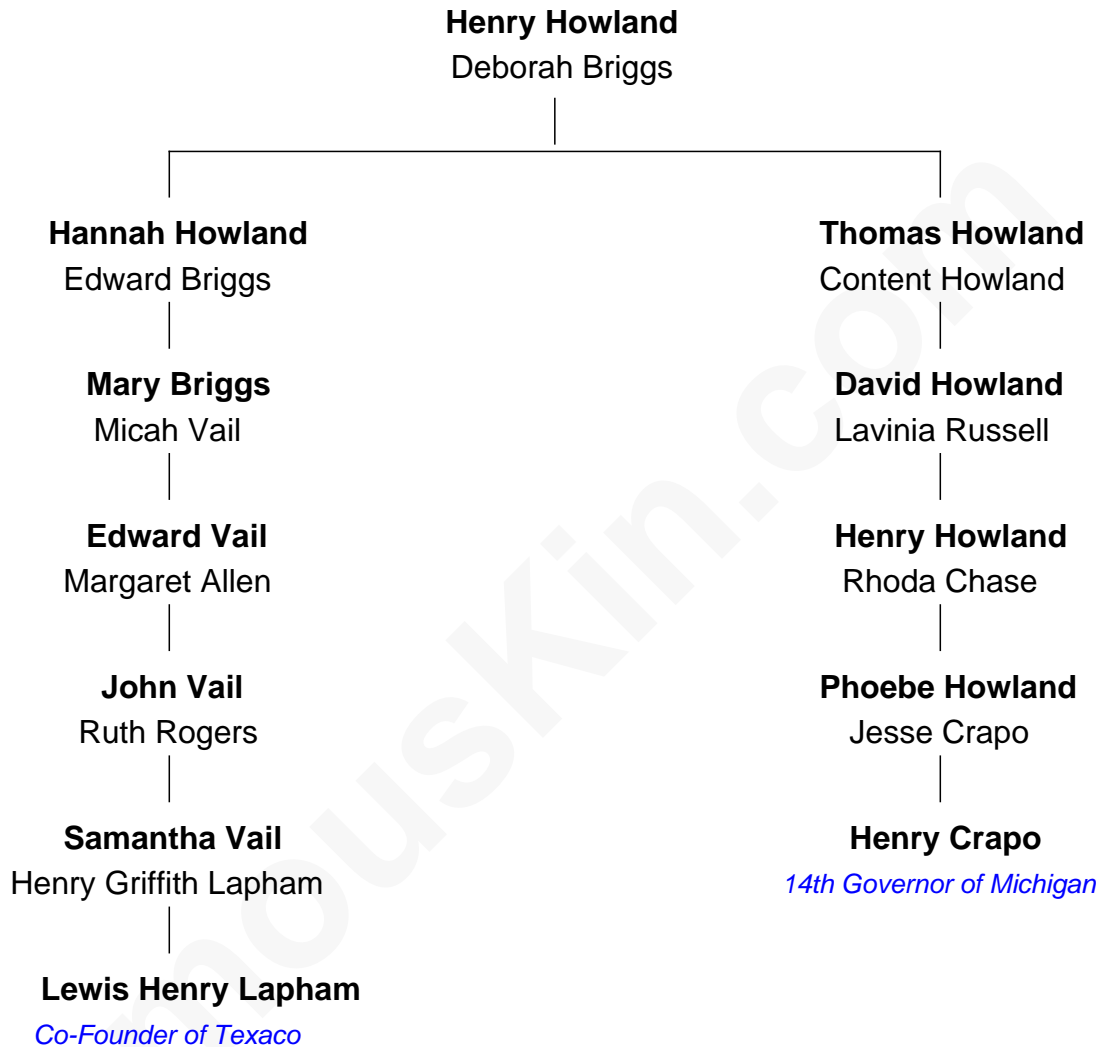 Henry Howland
Deborah Briggs
Hannah Howland
Edward Briggs
Thomas Howland
Content Howland
Mary Briggs
Micah Vail
David Howland
Lavinia Russell
Edward Vail
Margaret Allen
Henry Howland
Rhoda Chase
John Vail
Ruth Rogers
Phoebe Howland
Jesse Crapo
Samantha Vail
Henry Griffith Lapham
Henry Crapo
14th Governor of Michigan
Lewis Henry Lapham
Co-Founder of Texaco
mousKin.com